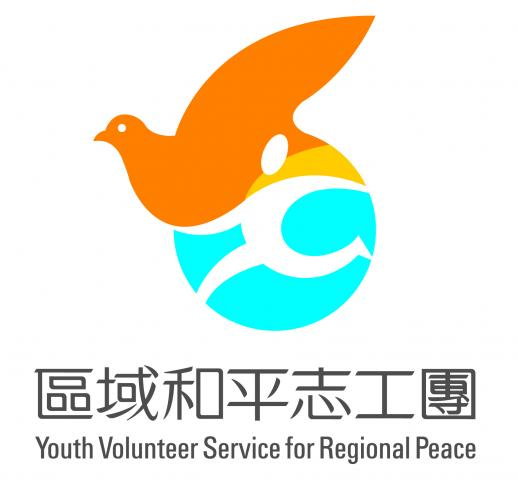 區域和平志工團
Youth Volunteer Service for Regional Peace